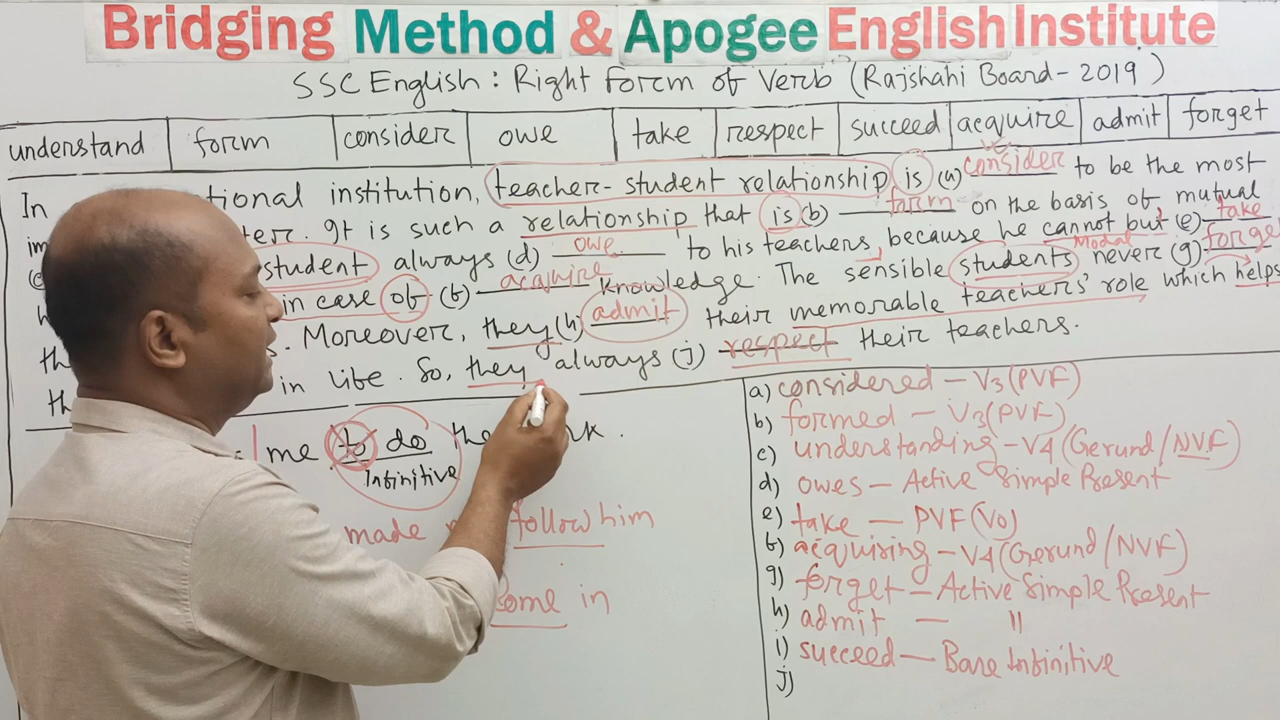 Bridging Method & Apogee English Institute
SSC English: Right Form of Verb (Rajshahi Board-2019)
understand form consider owe take respect succeed acquire admit forget
In tional institution, teacher-student relationship is (a) consider to be the most
im ter. It is such a relationship that is (b) form on the basis of mutual
(c) student always (d) owe to his teachers, because he cannot but (e) take
h in case of (f) acquire knowledge. The sensible students never (g) forge
Modal
th s. Moreover, they (h) admit their memorable teachers' role which helps
th in life. So, they always (j) respect their teachers.
me to do the rk.
Infinitive
made follow him
come in
a) considered - V3 (PVF)
b) formed - V3 (PVF)
c) understanding - V4 (Gerund/NVF)
d) owes - Active Simple Present
e) take - PVF (V0)
f) acquising - V4 (Gerund/NVF)
g) forget - Active Simple Present
h) admit - "
i) succeed - Bare Infinitive
j)